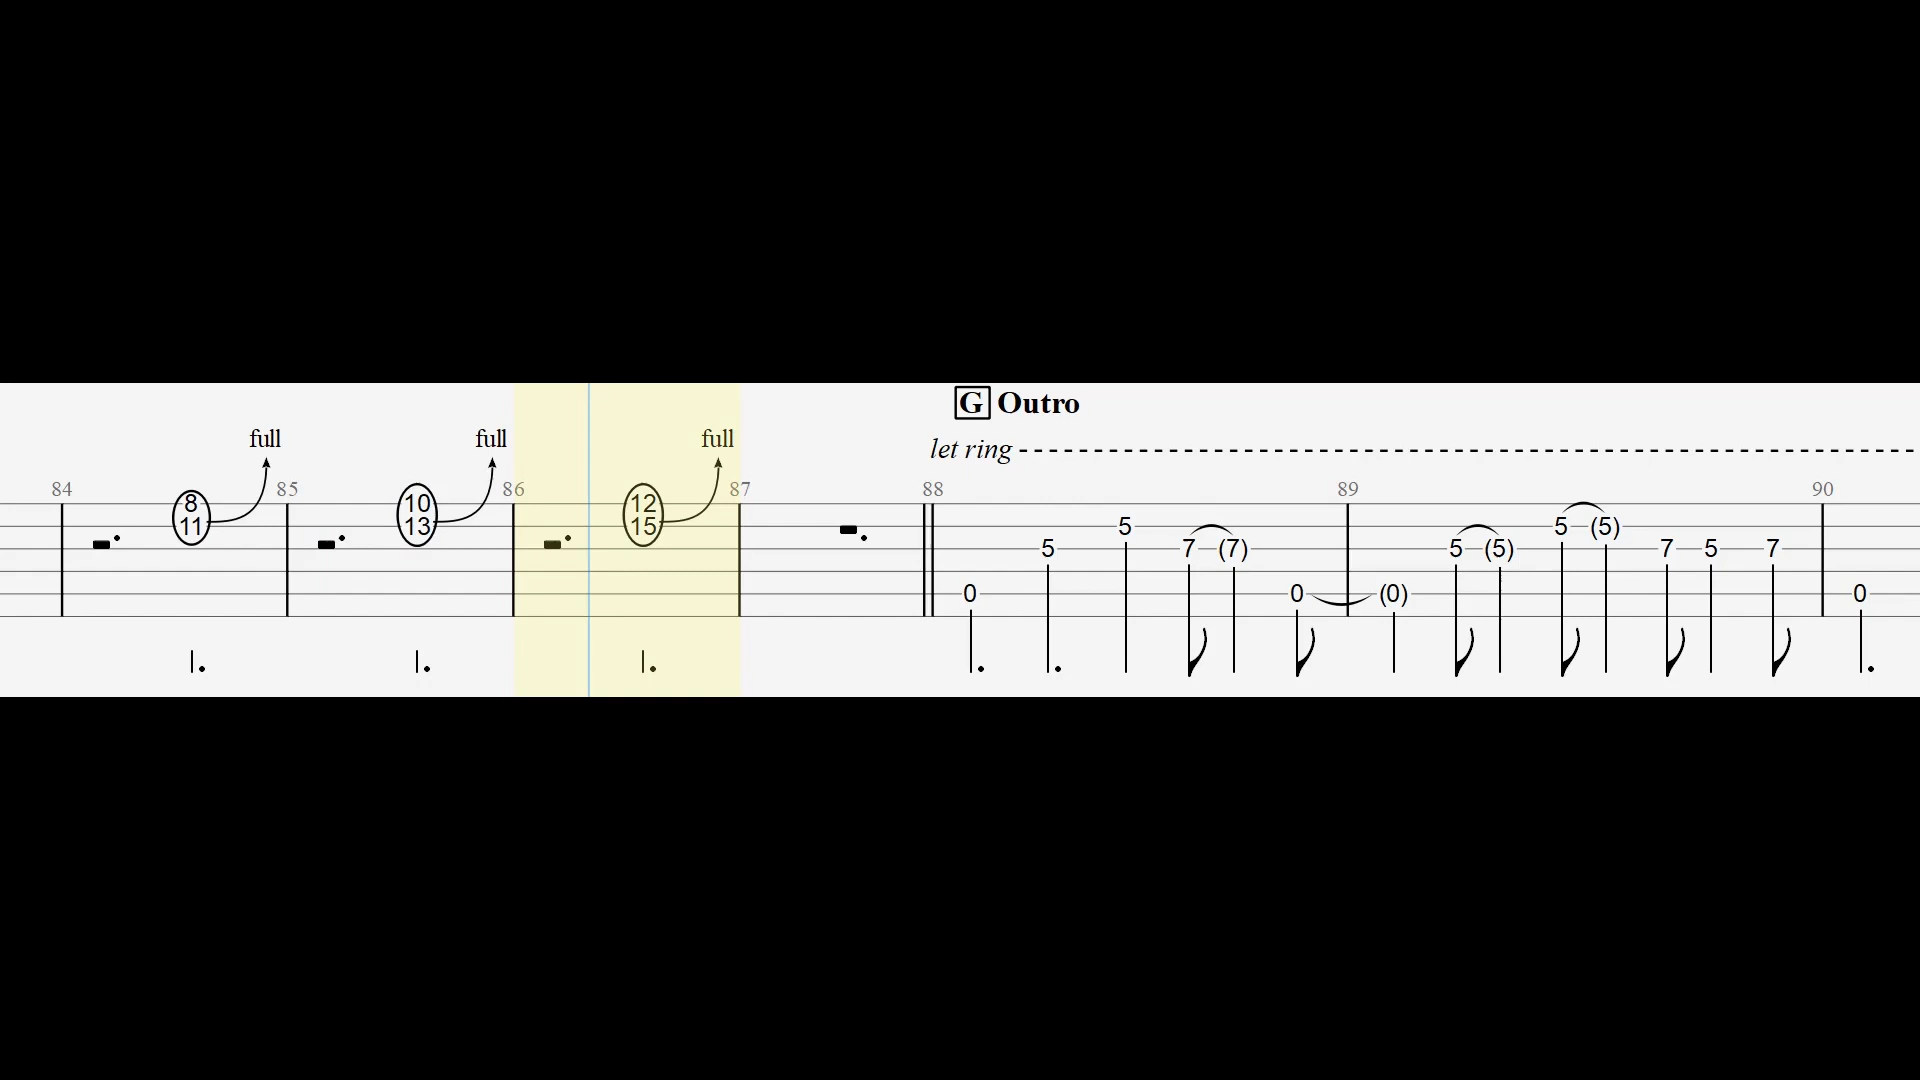 G Outro
full full full let ring
84 85 86 87 88 89 90
8 10 12
11 13 15 5 5 (5)
5 7 (7) 5 (5) 7 5 7
0 0 (0) 0